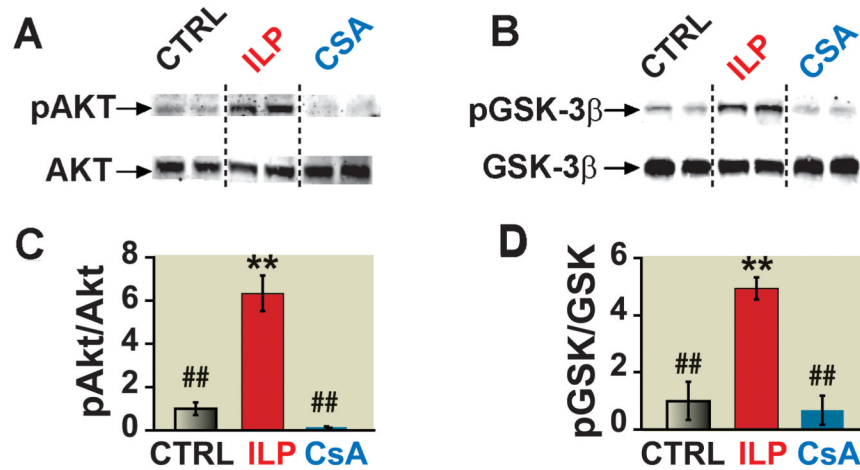 A
CTRL
ILP
CSA
pAKT
AKT
B
CTRL
ILP
CSA
pGSK-3β
GSK-3β
C
pAkt/Akt
8
6
4
2
0
##
**
##
CTRL
ILP
CsA
D
pGSK/GSK
6
4
2
0
##
**
##
CTRL
ILP
CsA